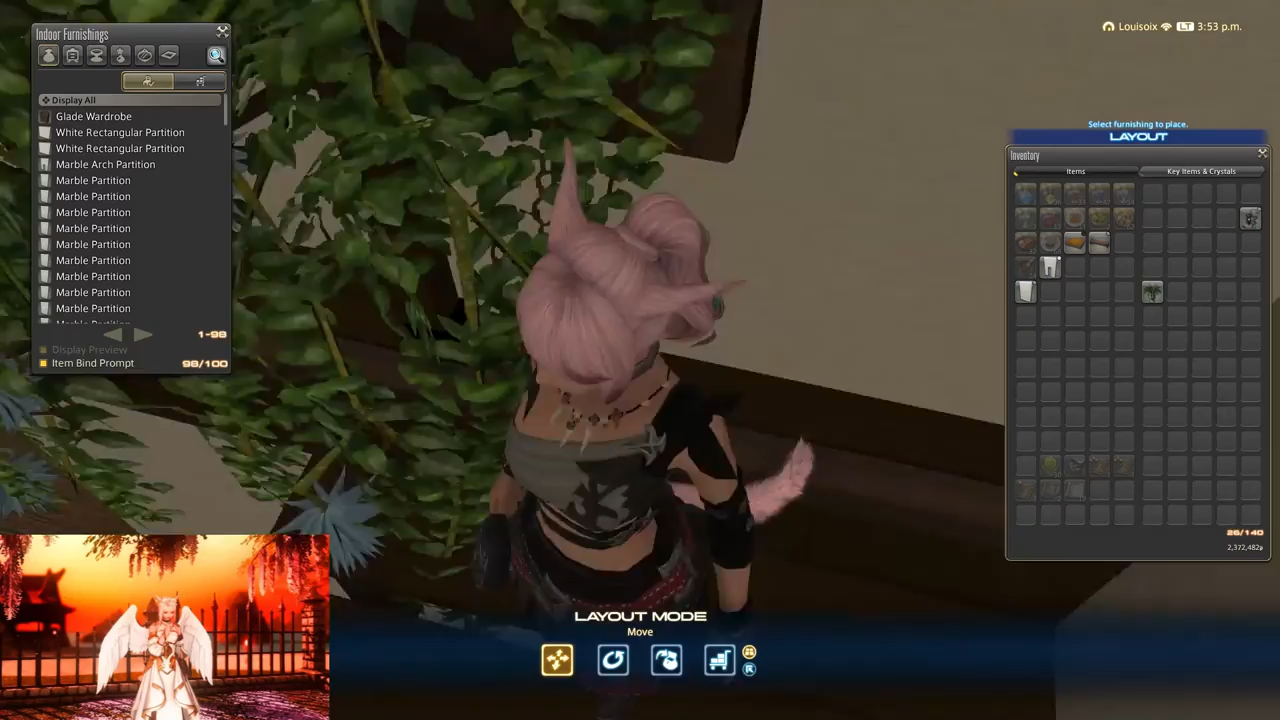 Indoor Furnishings
Display All
Glade Wardrobe
White Rectangular Partition
White Rectangular Partition
Marble Arch Partition
Marble Partition
Marble Partition
Marble Partition
Marble Partition
Marble Partition
Marble Partition
Marble Partition
Marble Partition
Marble Partition
1-98
Display Preview
Item Bind Prompt
98/100
Louisoix
LT 3:53 p.m.
Select furnishing to place.
LAYOUT
Inventory
Items
Key Items & Crystals
26/140
2,372,482
LAYOUT MODE
Move